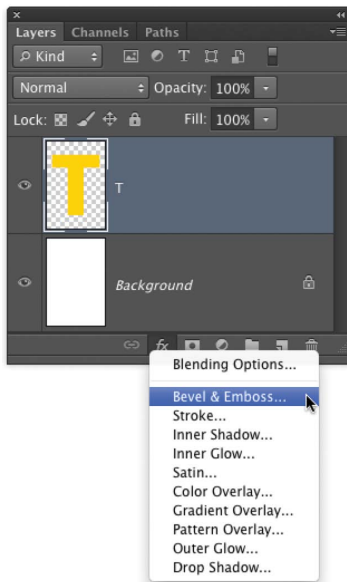 Layers Channels Paths
Kind T
Normal Opacity: 100%
Lock: Fill: 100%
T
T
Background
fx
Blending Options...
Bevel & Emboss...
Stroke...
Inner Shadow...
Inner Glow...
Satin...
Color Overlay...
Gradient Overlay...
Pattern Overlay...
Outer Glow...
Drop Shadow...